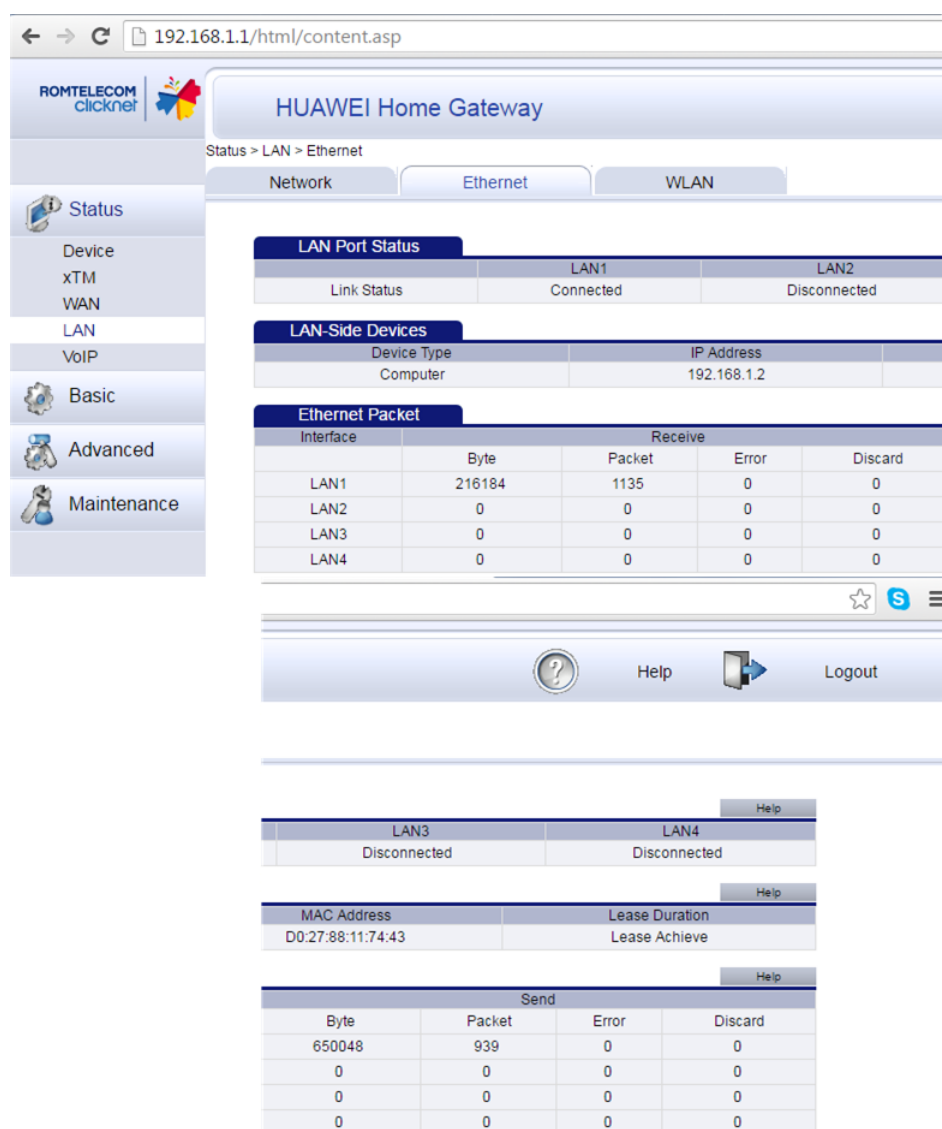 192.168.1.1/html/content.asp
ROMTELECOM
clicknet
HUAWEI Home Gateway
Status > LAN > Ethernet
Network Ethernet WLAN
Status
Device
xTM
WAN
LAN
VoIP
Basic
Advanced
Maintenance
LAN Port Status
LAN1 LAN2
Link Status Connected Disconnected
LAN-Side Devices
Device Type IP Address
Computer 192.168.1.2
Ethernet Packet
Interface Receive
Byte Packet Error Discard
LAN1 216184 1135 0 0
LAN2 0 0 0 0
LAN3 0 0 0 0
LAN4 0 0 0 0
S
? Help Logout
Help
LAN3 LAN4
Disconnected Disconnected
Help
MAC Address Lease Duration
D0:27:88:11:74:43 Lease Achieve
Help
Send
Byte Packet Error Discard
650048 939 0 0
0 0 0 0
0 0 0 0
0 0 0 0